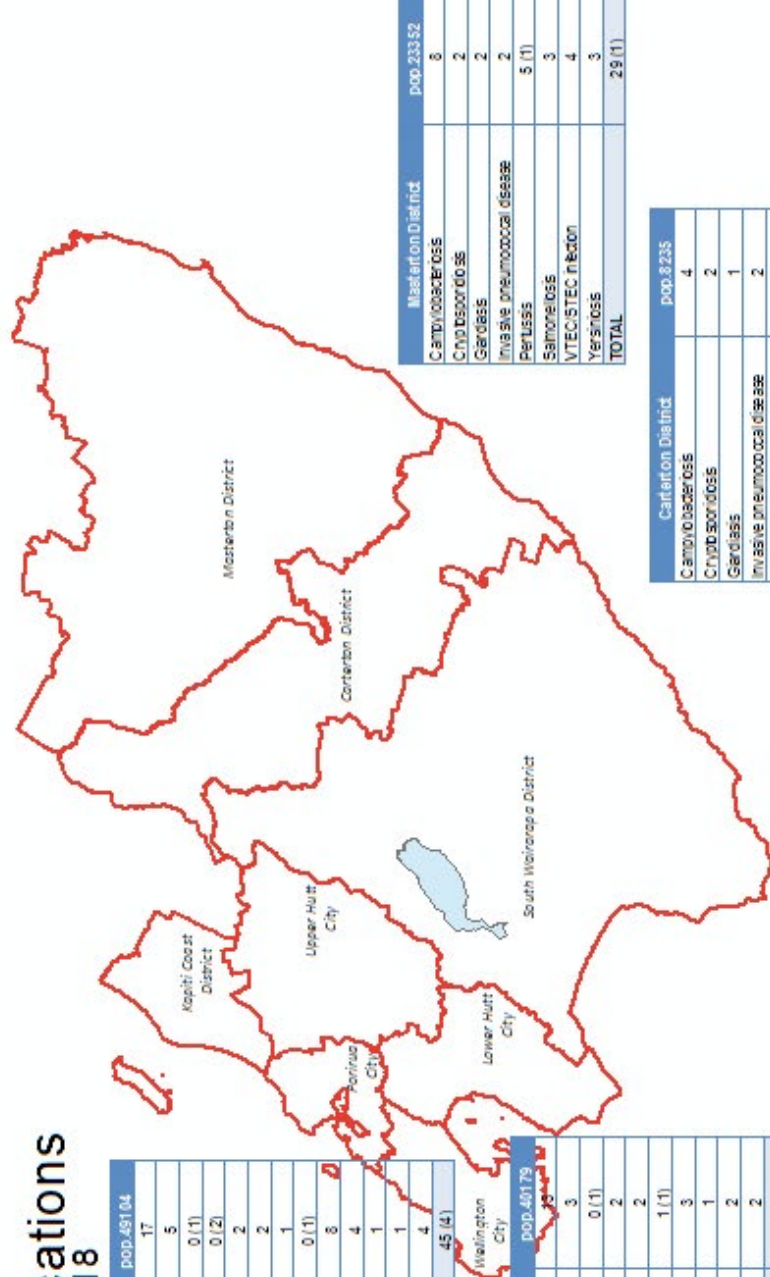 cations
18
pop.49104
17
5
0 (1)
0 (2)
2
2
1
0 (1)
8
4
1
1
4
45 (4)
pop.40179
3
0 (1)
2
2
1 (1)
3
1
2
2
Kapiti Coast
District
Upper Hutt
City
Porirua
City
Lower Hutt
City
Wellington
City
South Wairarapa District
Carterton District
Masterton District
Masterton District pop.23352
Campylobacteriosis 8
Cryptosporidiosis 2
Giardiasis 2
Invasive pneumococcal disease 2
Pertussis 5 (1)
Salmonellosis 3
VTEC/STEC infection 4
Yersiniosis 3
TOTAL 29 (1)
Carterton District pop.8235
Campylobacteriosis 4
Cryptosporidiosis 2
Giardiasis 1
Invasive pneumococcal disease 2